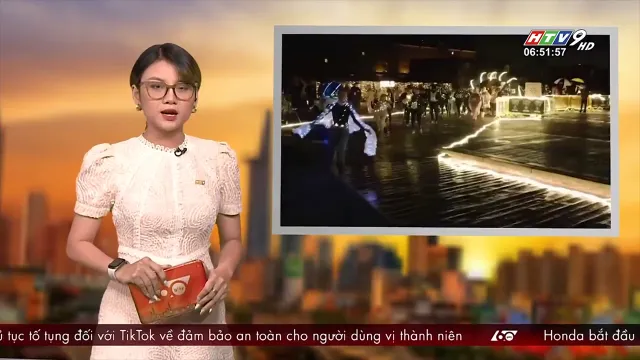 HTV9 HD
06:51:57
ủ tục tố tụng đối với TikTok về đảm bảo an toàn cho người dùng vị thành niên 60 Honda bắt đầu